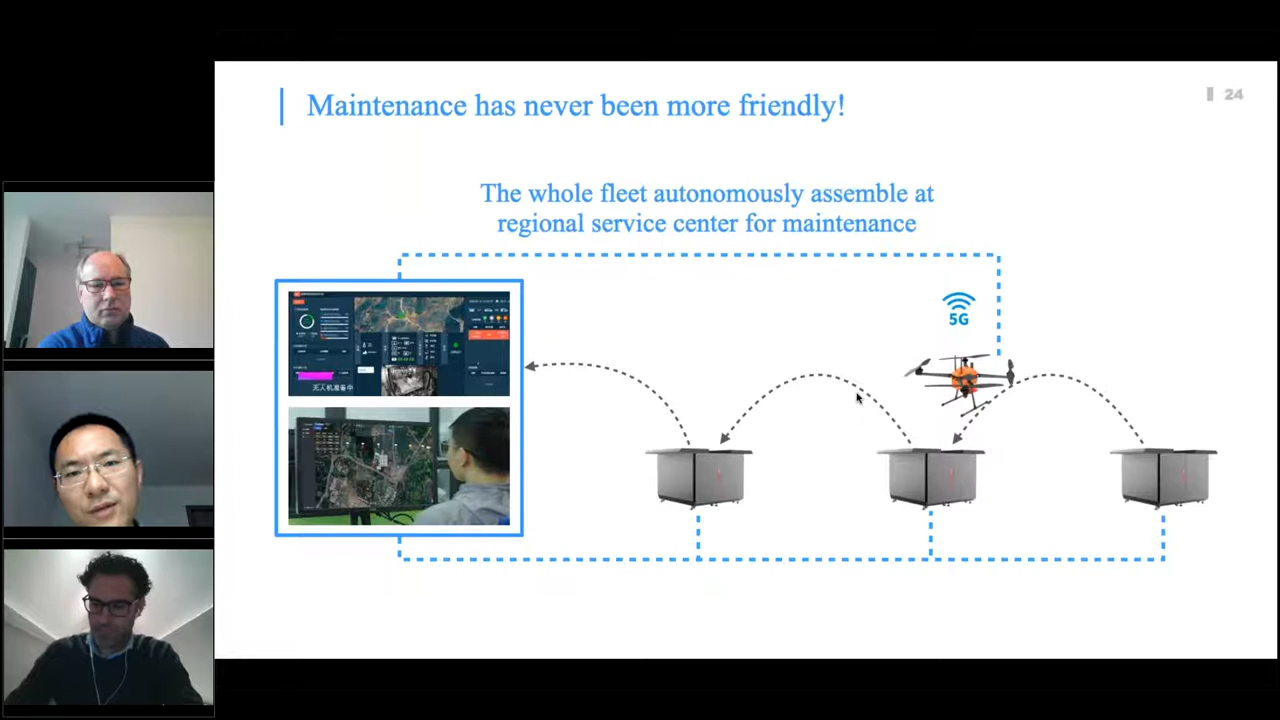 Maintenance has never been more friendly!
24
The whole fleet autonomously assemble at
regional service center for maintenance
5G
无人机准备中